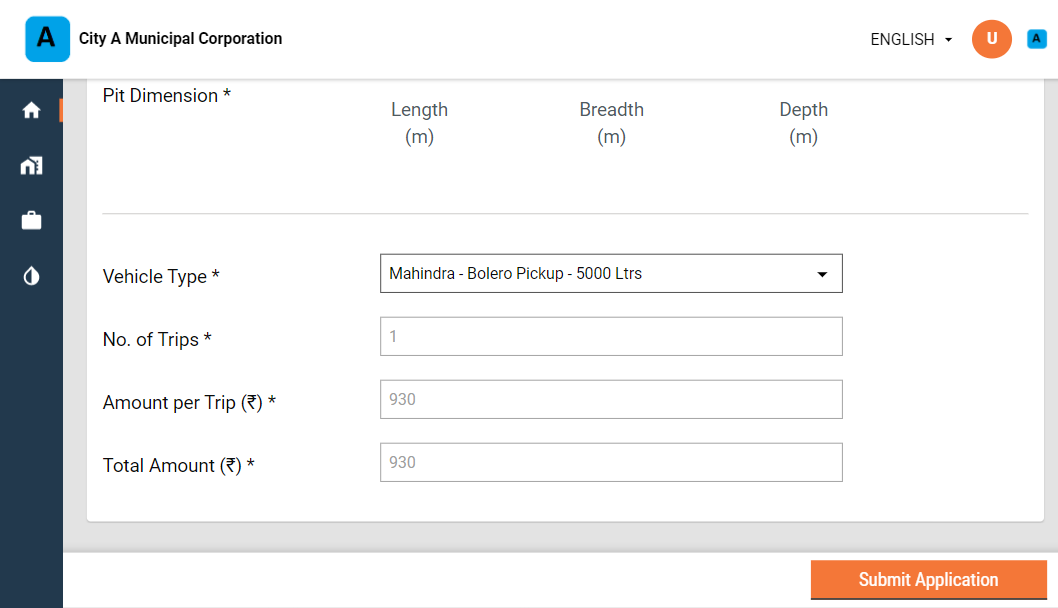 A City A Municipal Corporation ENGLISH U A
Pit Dimension *
Length Breadth Depth
(m) (m) (m)
Vehicle Type * Mahindra - Bolero Pickup - 5000 Ltrs
No. of Trips * 1
Amount per Trip (₹) * 930
Total Amount (₹) * 930
Submit Application